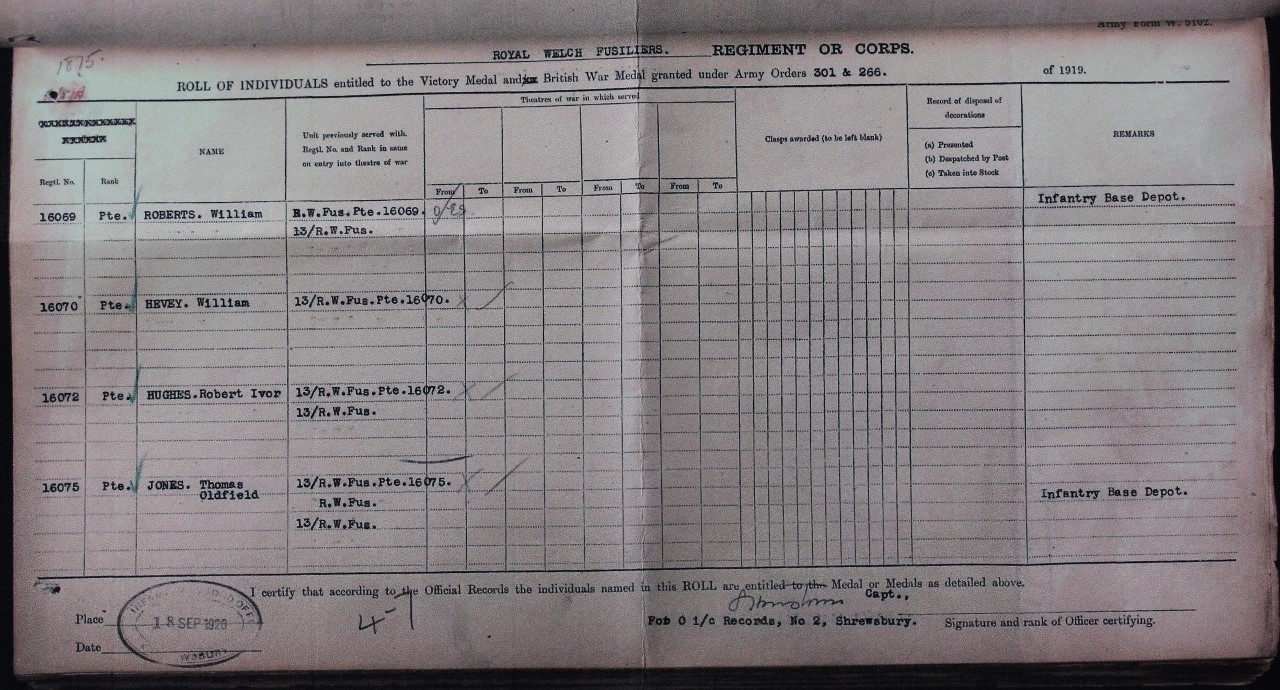 Army Form W. 5102.
1875.
ROYAL WELCH FUSILIERS. REGIMENT OR CORPS.
ROLL OF INDIVIDUALS entitled to the Victory Medal and/or British War Medal granted under Army Orders 301 & 266. of 1919.
Theatres of war in which served
Record of disposal of decorations
NAME
Unit previously served with. Regtl. No. and Rank in same on entry into theatre of war
Clasps awarded (to be left blank)
(a) Presented
(b) Despatched by Post
(c) Taken into Stock
REMARKS
Regtl. No. Rank
From To From To From To From To
16069 Pte. ROBERTS. William R.W.Fus.Pte.16069. Infantry Base Depot.
13/R.W.Fus.
16070 Pte. HEVEY. William 13/R.W.Fus.Pte.16070.
16072 Pte. HUGHES.Robert Ivor 13/R.W.Fus.Pte.16072.
13/R.W.Fus.
16075 Pte. JONES. Thomas Oldfield 13/R.W.Fus.Pte.16075. Infantry Base Depot.
R.W.Fus.
13/R.W.Fus.
I certify that according to the Official Records the individuals named in this ROLL are entitled to the Medal or Medals as detailed above.
Capt.,
Place
18 SEP 1920
For O i/c Records, No 2, Shrewsbury. Signature and rank of Officer certifying.
Date